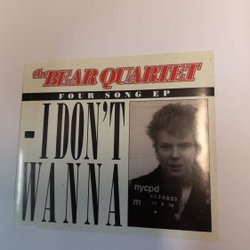 the BEAR QUARTET
FOUR SONG EP
- I DON'T
WANNA
nycpd
m